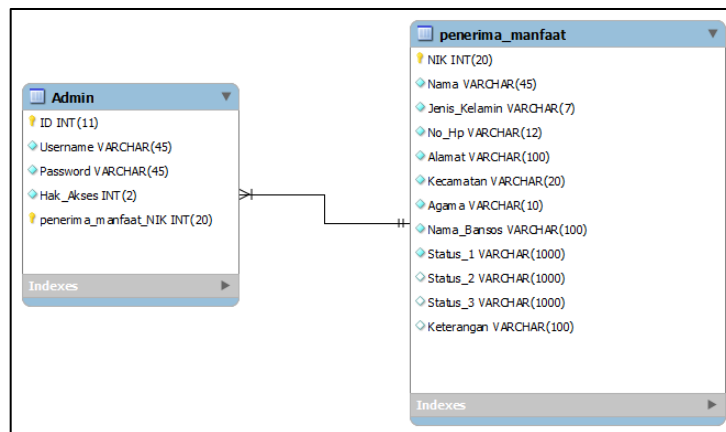 Admin
ID INT(11)
Username VARCHAR(45)
Password VARCHAR(45)
Hak_Akses INT(2)
penerima_manfaat_NIK INT(20)
Indexes
penerima_manfaat
NIK INT(20)
Nama VARCHAR(45)
Jenis_Kelamin VARCHAR(7)
No_Hp VARCHAR(12)
Alamat VARCHAR(100)
Kecamatan VARCHAR(20)
Agama VARCHAR(10)
Nama_Bansos VARCHAR(100)
Status_1 VARCHAR(1000)
Status_2 VARCHAR(1000)
Status_3 VARCHAR(1000)
Keterangan VARCHAR(100)
Indexes